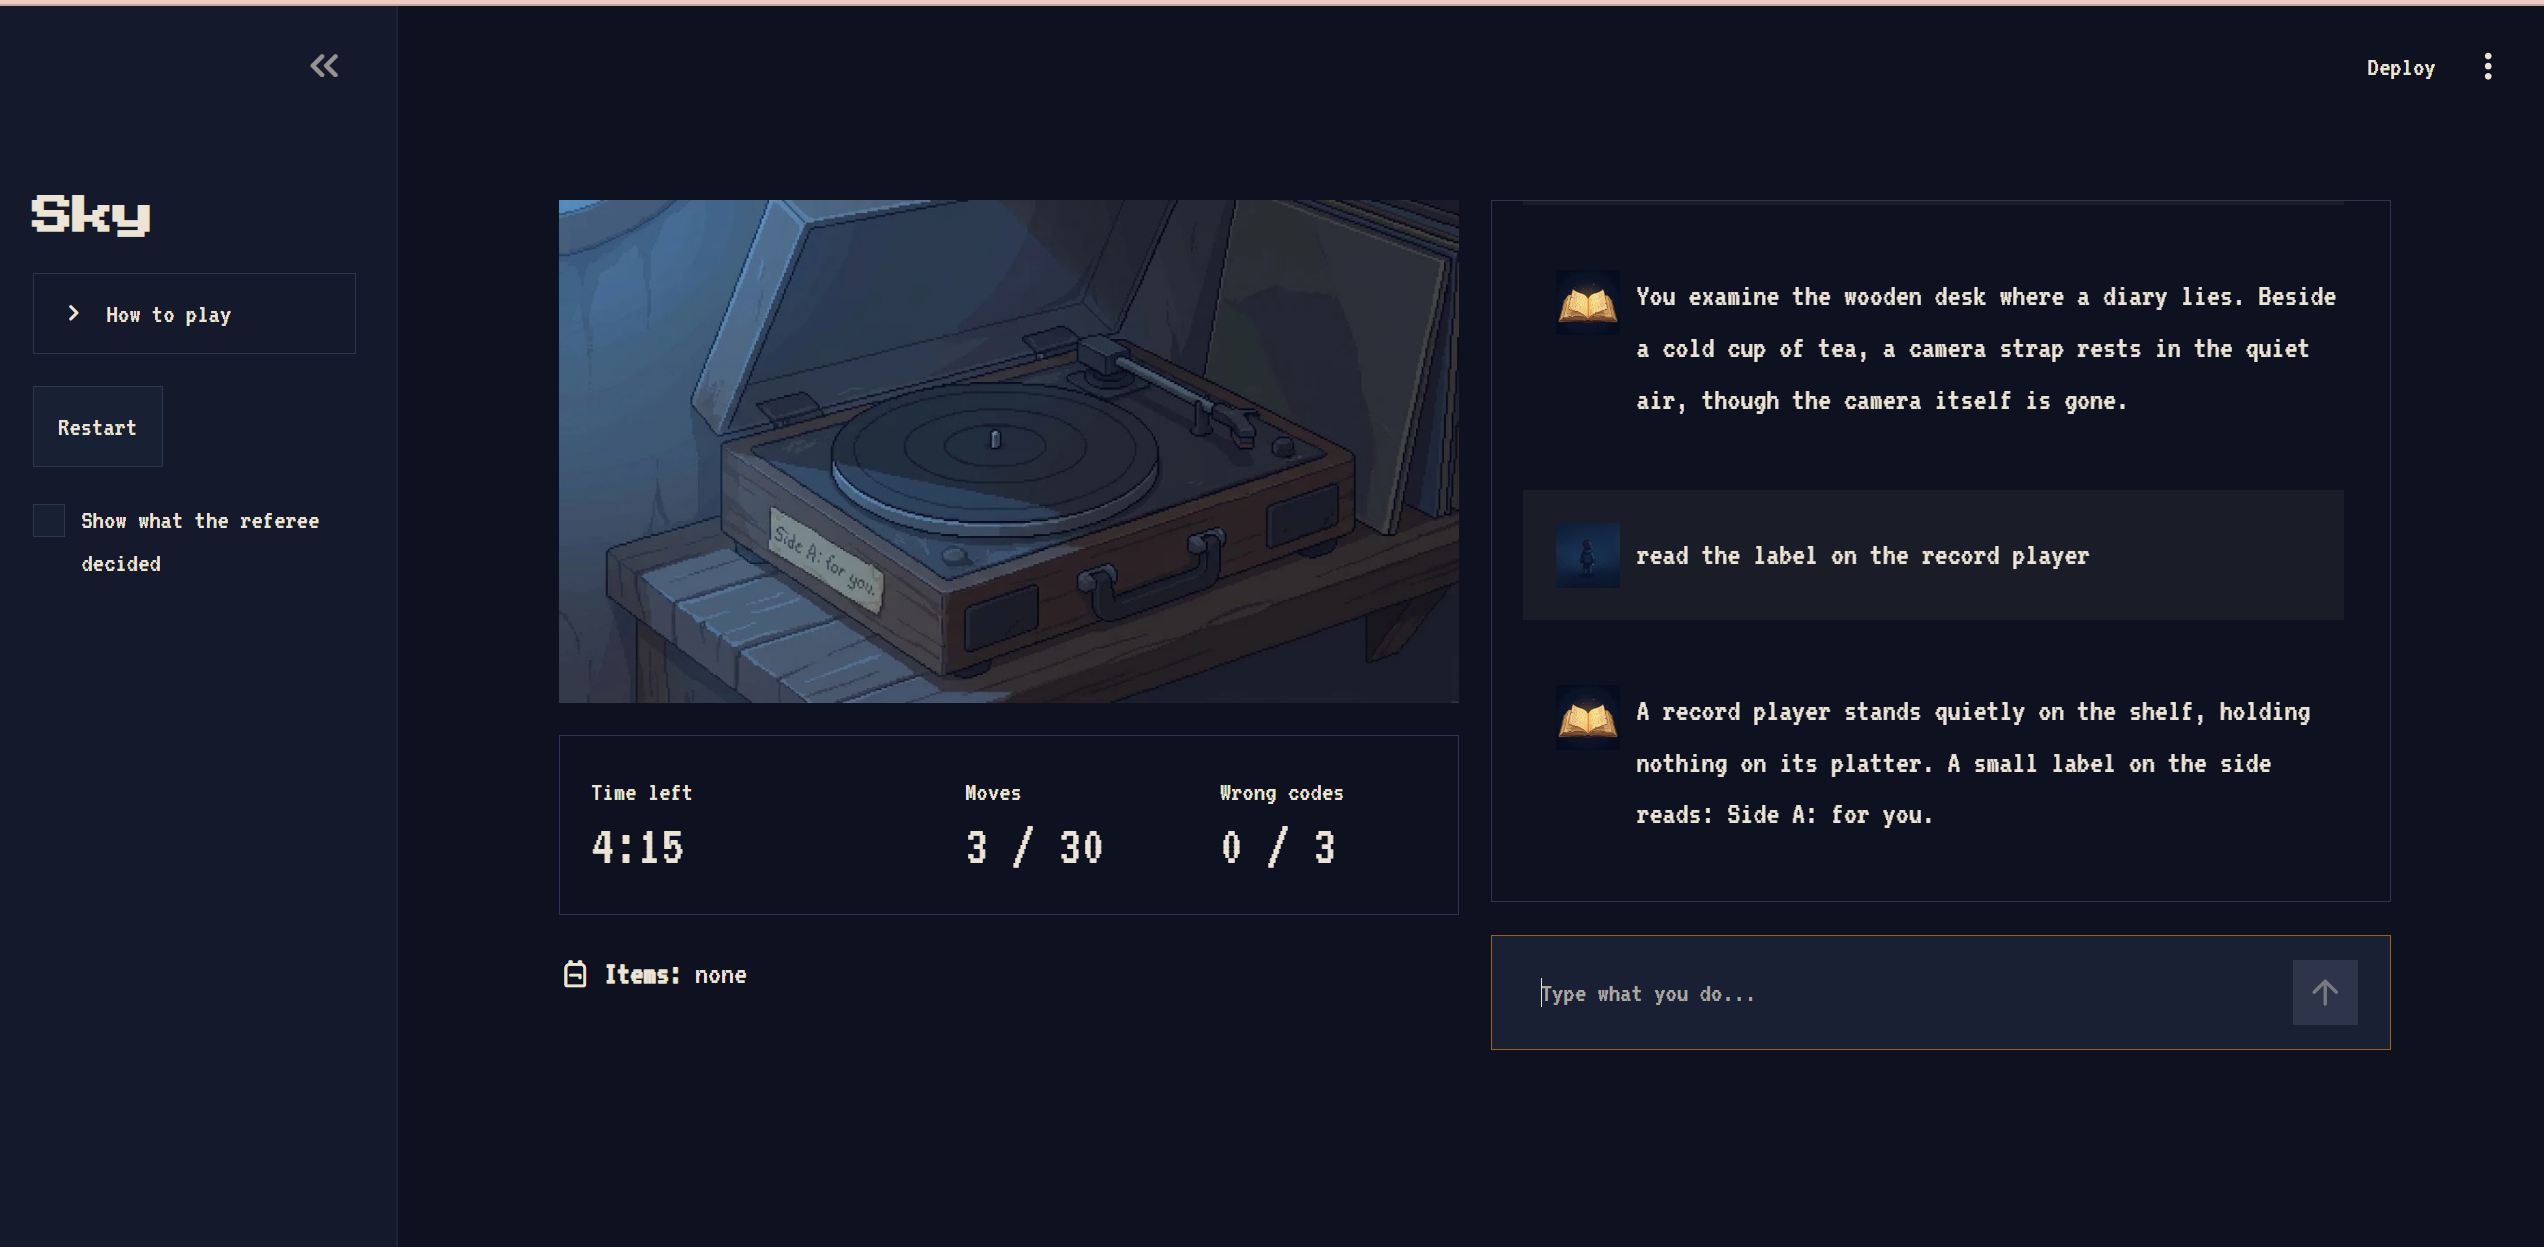 Deploy
Sky
How to play
Restart
Show what the referee
decided
Side A: for you.
Time left
4:15
Moves
3 / 30
Wrong codes
0 / 3
Items: none
You examine the wooden desk where a diary lies. Beside
a cold cup of tea, a camera strap rests in the quiet
air, though the camera itself is gone.
read the label on the record player
A record player stands quietly on the shelf, holding
nothing on its platter. A small label on the side
reads: Side A: for you.
Type what you do...